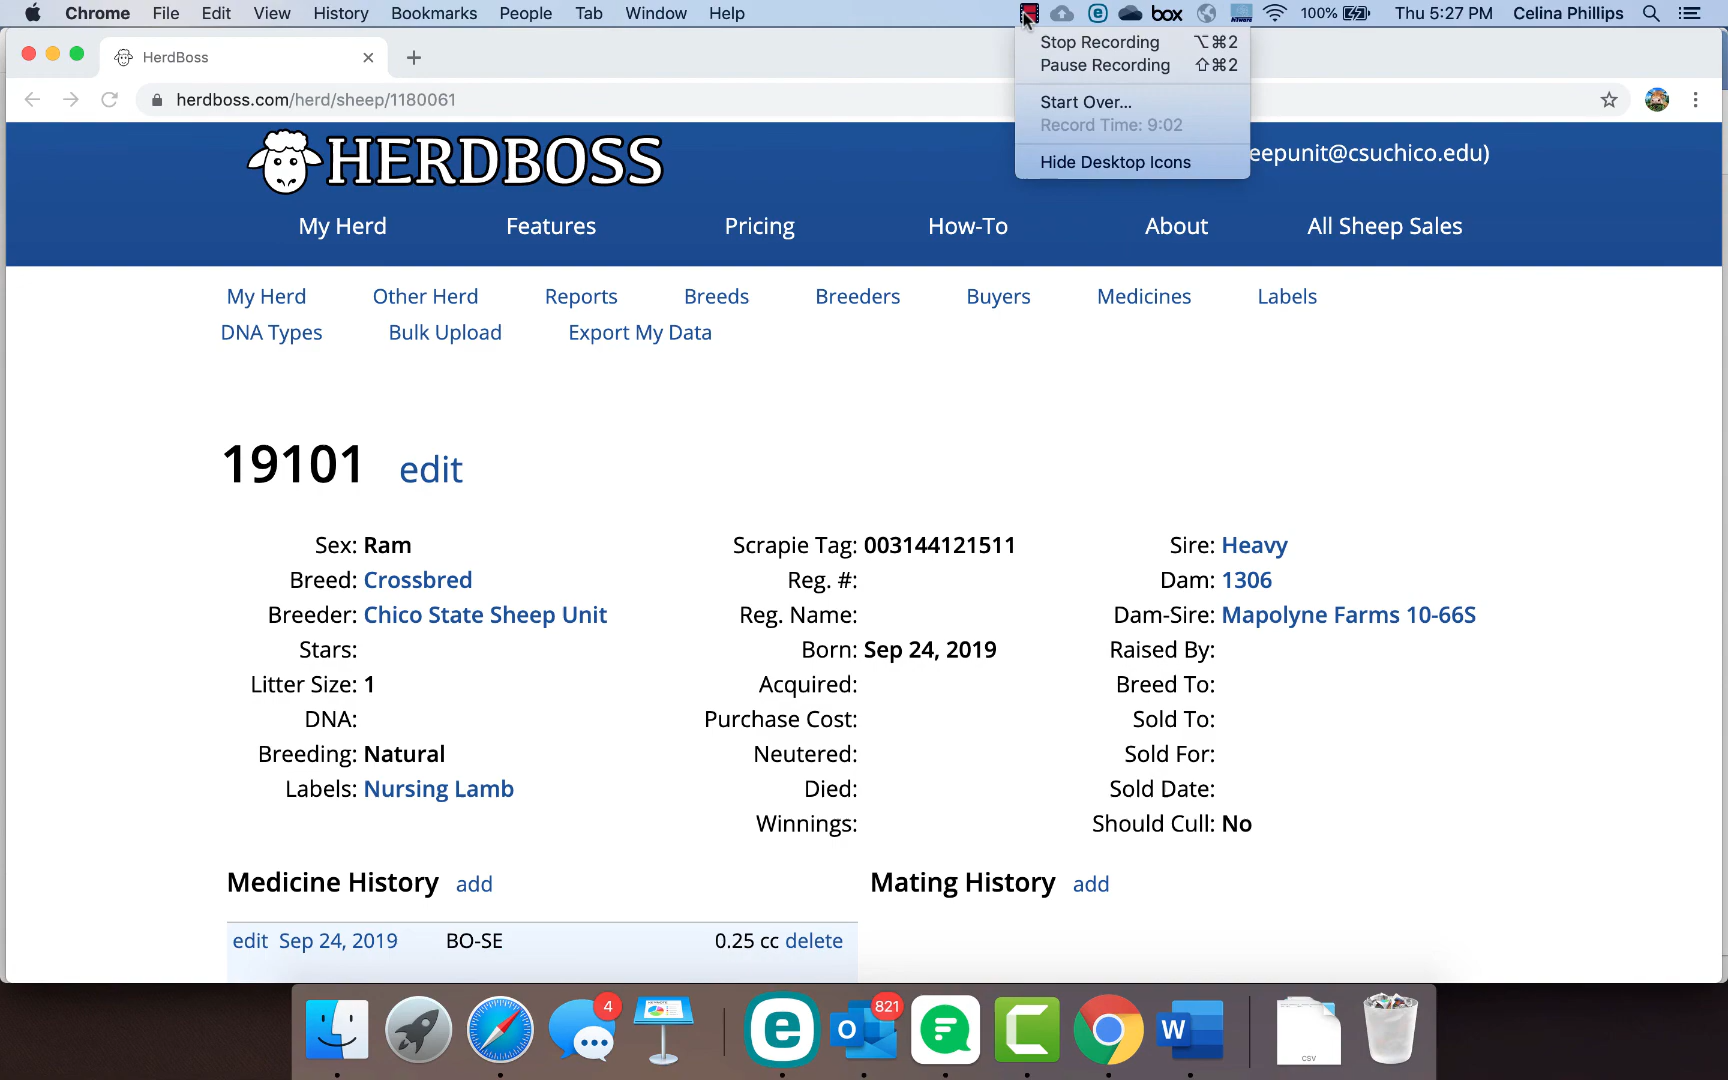 Chrome File Edit View History Bookmarks People Tab Window Help box 100% Thu 5:27 PM Celina Phillips
Stop Recording ⌥⌘2
Pause Recording ⇧⌘2
Start Over...
Record Time: 9:02
Hide Desktop Icons
HerdBoss
herdboss.com/herd/sheep/1180061
HERDBOSS
eepunit@csuchico.edu)
My Herd Features Pricing How-To About All Sheep Sales
My Herd Other Herd Reports Breeds Breeders Buyers Medicines Labels
DNA Types Bulk Upload Export My Data
19101 edit
Sex: Ram
Breed: Crossbred
Breeder: Chico State Sheep Unit
Stars:
Litter Size: 1
DNA:
Breeding: Natural
Labels: Nursing Lamb
Scrapie Tag: 003144121511
Reg. #:
Reg. Name:
Born: Sep 24, 2019
Acquired:
Purchase Cost:
Neutered:
Died:
Winnings:
Sire: Heavy
Dam: 1306
Dam-Sire: Mapolyne Farms 10-66S
Raised By:
Breed To:
Sold To:
Sold For:
Sold Date:
Should Cull: No
Medicine History add
edit Sep 24, 2019 BO-SE 0.25 cc delete
Mating History add
4
821
W
CSV